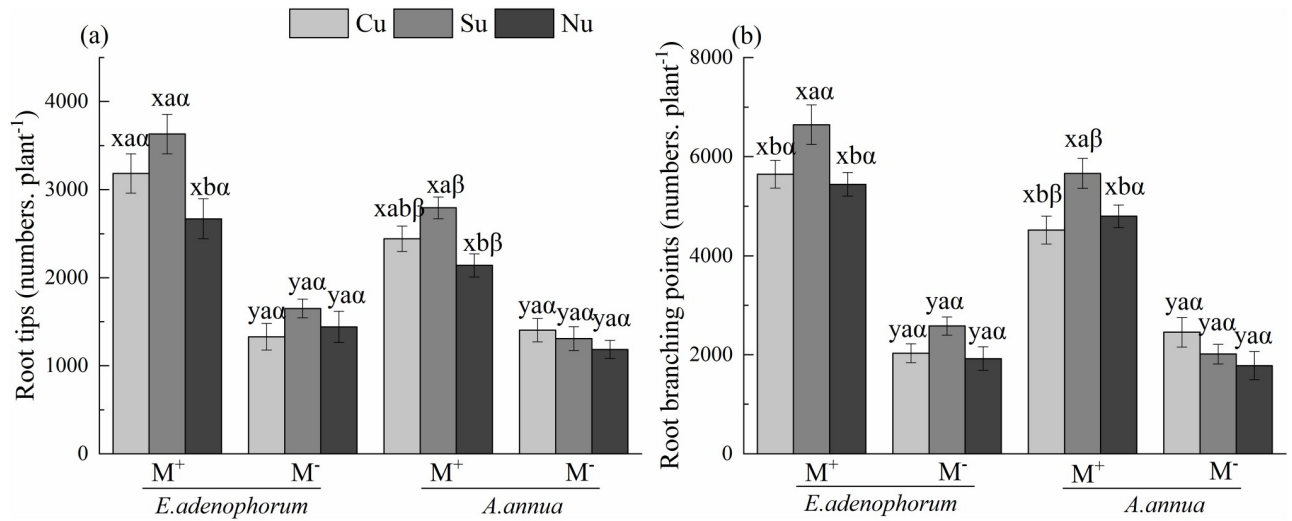 Cu Su Nu
(a)
Root tips (numbers. plant⁻¹)
4000
3000
2000
1000
0
xaα xaα xbα
yaα yaα yaα
xabβ xaβ xbβ
yaα yaα yaα
M⁺ M⁻ M⁺ M⁻
E.adenophorum A.annua
(b)
Root branching points (numbers. plant⁻¹)
8000
6000
4000
2000
0
xbα xaα xbα
yaα yaα yaα
xbβ xaβ xbα
yaα yaα yaα
M⁺ M⁻ M⁺ M⁻
E.adenophorum A.annua